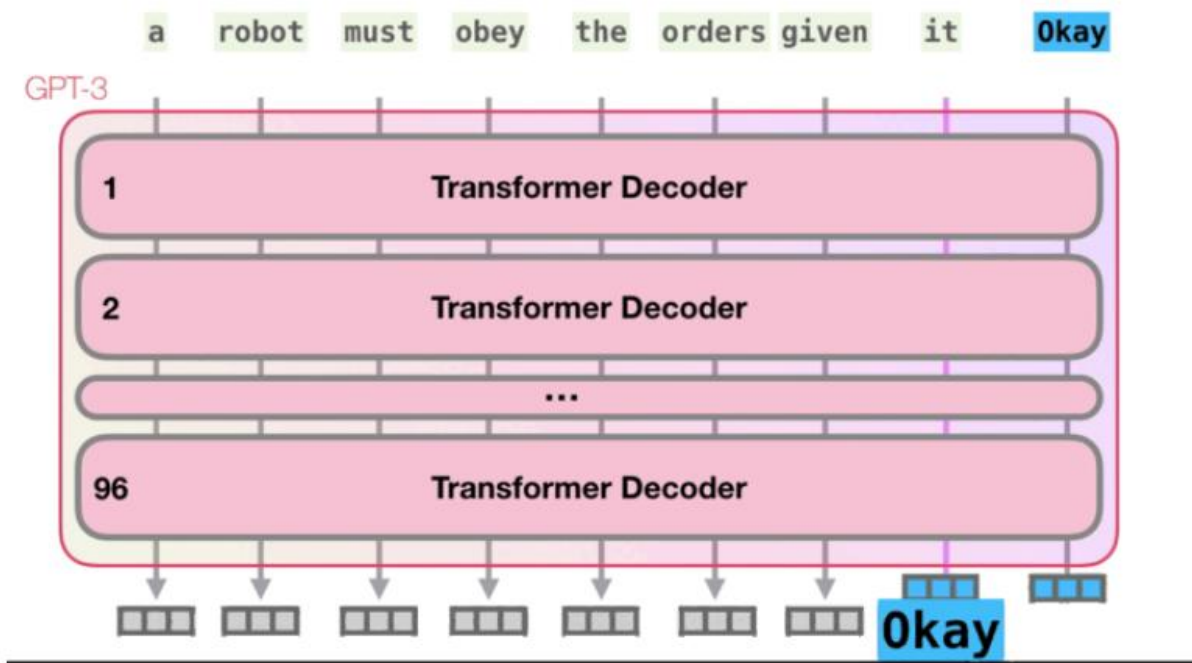 a robot must obey the orders given it Okay
GPT-3
1 Transformer Decoder
2 Transformer Decoder
...
96 Transformer Decoder
Okay